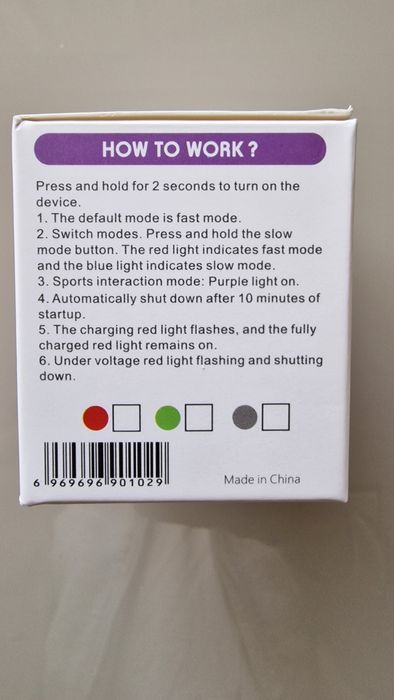 HOW TO WORK ?
Press and hold for 2 seconds to turn on the
device.
1. The default mode is fast mode.
2. Switch modes. Press and hold the slow
mode button. The red light indicates fast mode
and the blue light indicates slow mode.
3. Sports interaction mode: Purple light on.
4. Automatically shut down after 10 minutes of
startup.
5. The charging red light flashes, and the fully
charged red light remains on.
6. Under voltage red light flashing and shutting
down.
6 969696 901029
Made in China